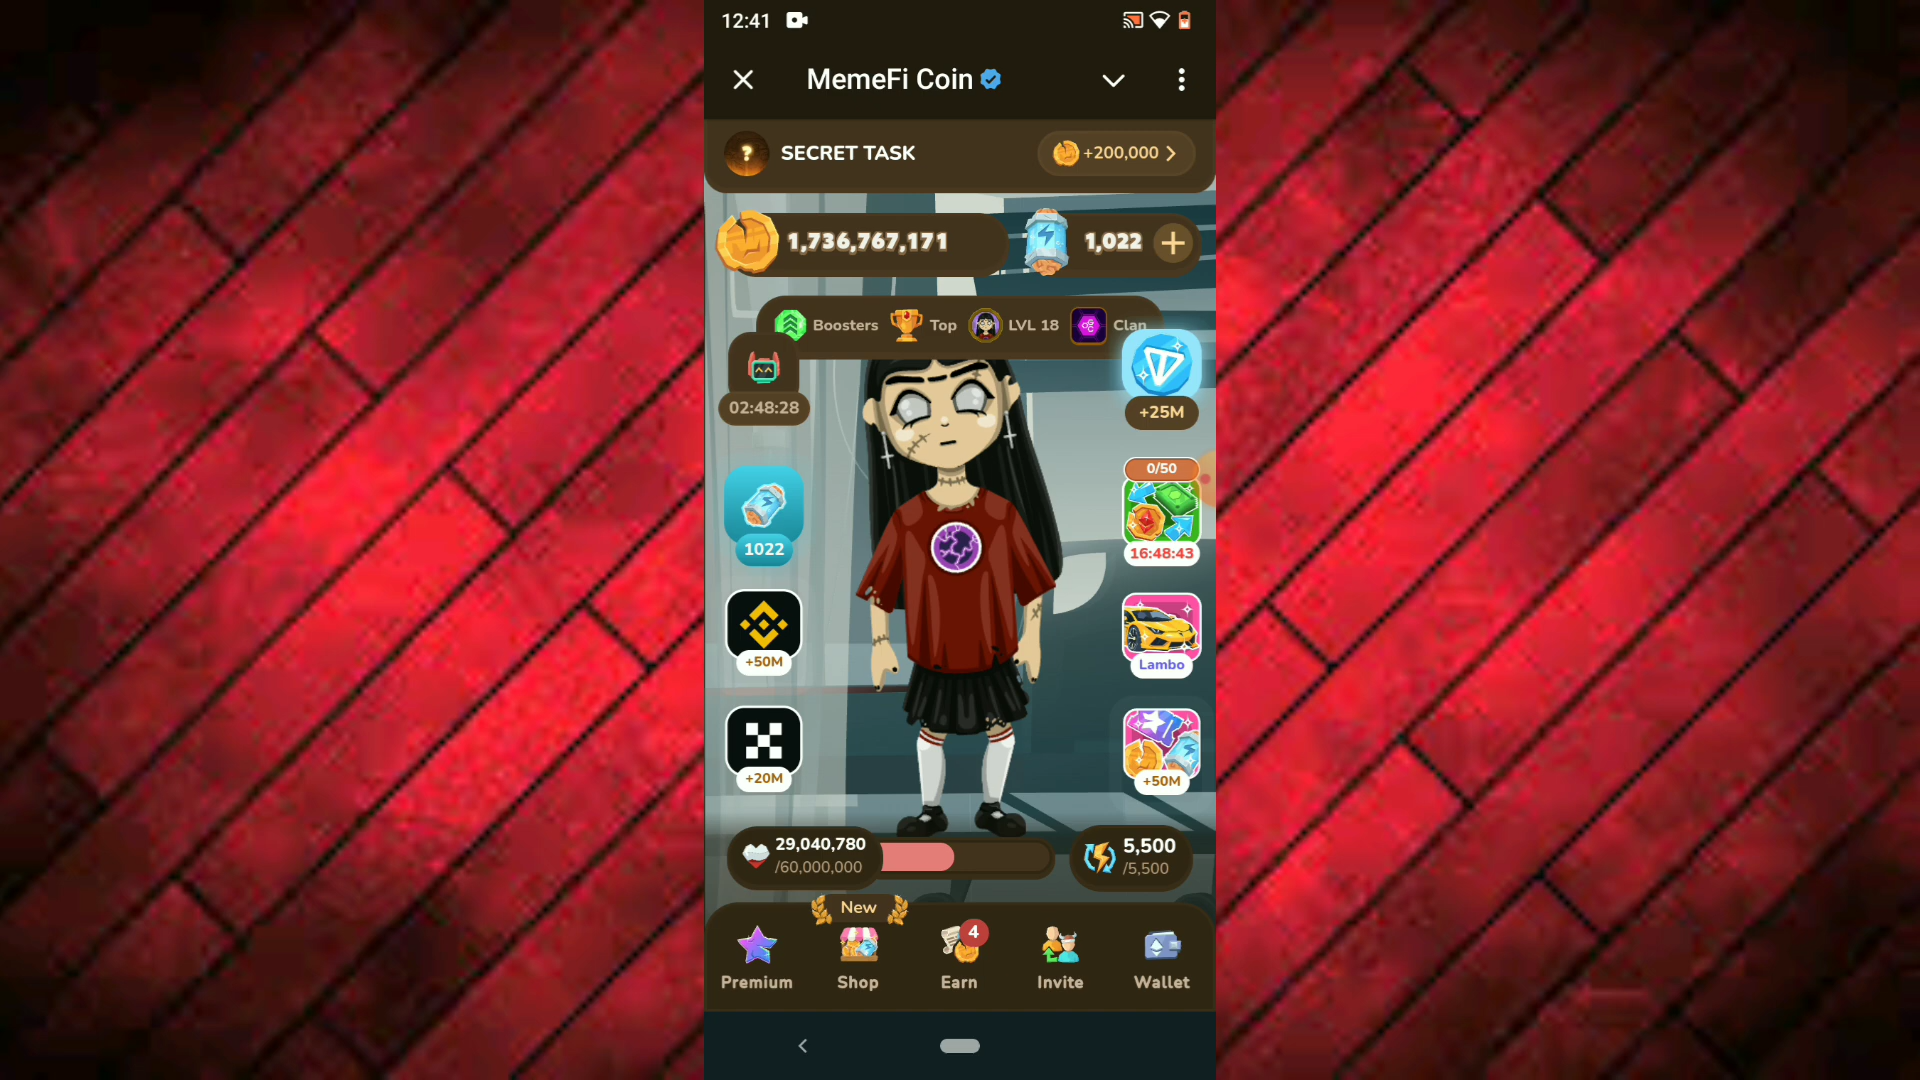 12:41
MemeFi Coin
?
SECRET TASK
+200,000
1,736,767,171
1,022
Boosters
Top
LVL 18
Clan
02:48:28
+25M
0/50
1022
16:48:43
+50M
Lambo
+20M
+50M
29,040,780
/60,000,000
5,500
/5,500
New
4
Premium
Shop
Earn
Invite
Wallet